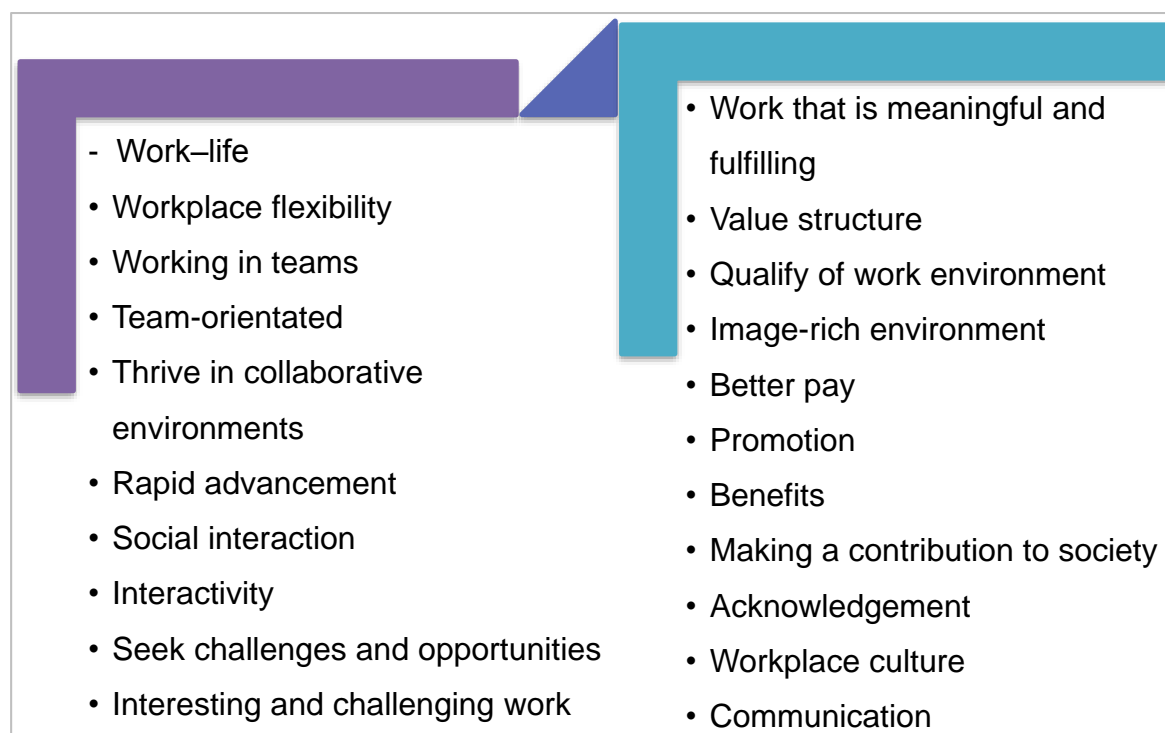 - Work–life
• Workplace flexibility
• Working in teams
• Team-orientated
• Thrive in collaborative
environments
• Rapid advancement
• Social interaction
• Interactivity
• Seek challenges and opportunities
• Interesting and challenging work
• Work that is meaningful and
fulfilling
• Value structure
• Qualify of work environment
• Image-rich environment
• Better pay
• Promotion
• Benefits
• Making a contribution to society
• Acknowledgement
• Workplace culture
• Communication